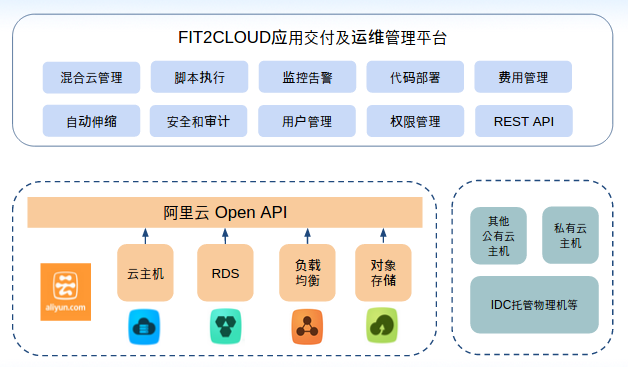 FIT2CLOUD应用交付及运维管理平台
混合云管理
脚本执行
监控告警
代码部署
费用管理
自动伸缩
安全和审计
用户管理
权限管理
REST API
阿里云 Open API
云主机
RDS
负载
均衡
对象
存储
aliyun.com
其他
公有云
主机
私有云
主机
IDC托管物理机等